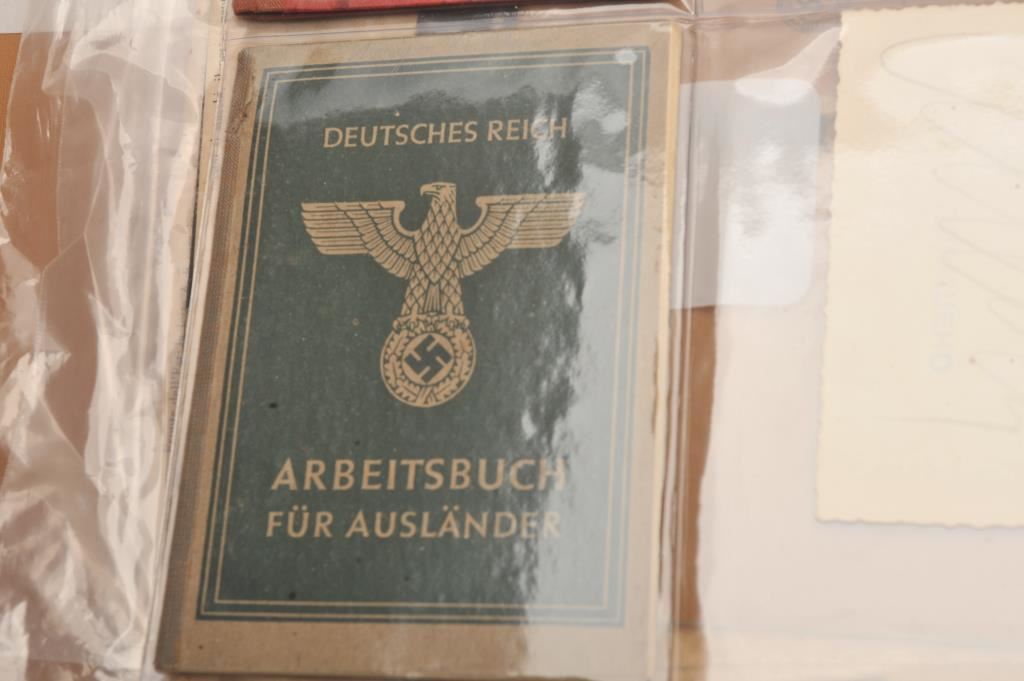 DEUTSCHES REICH
ARBEITSBUCH
FÜR AUSLÄNDER